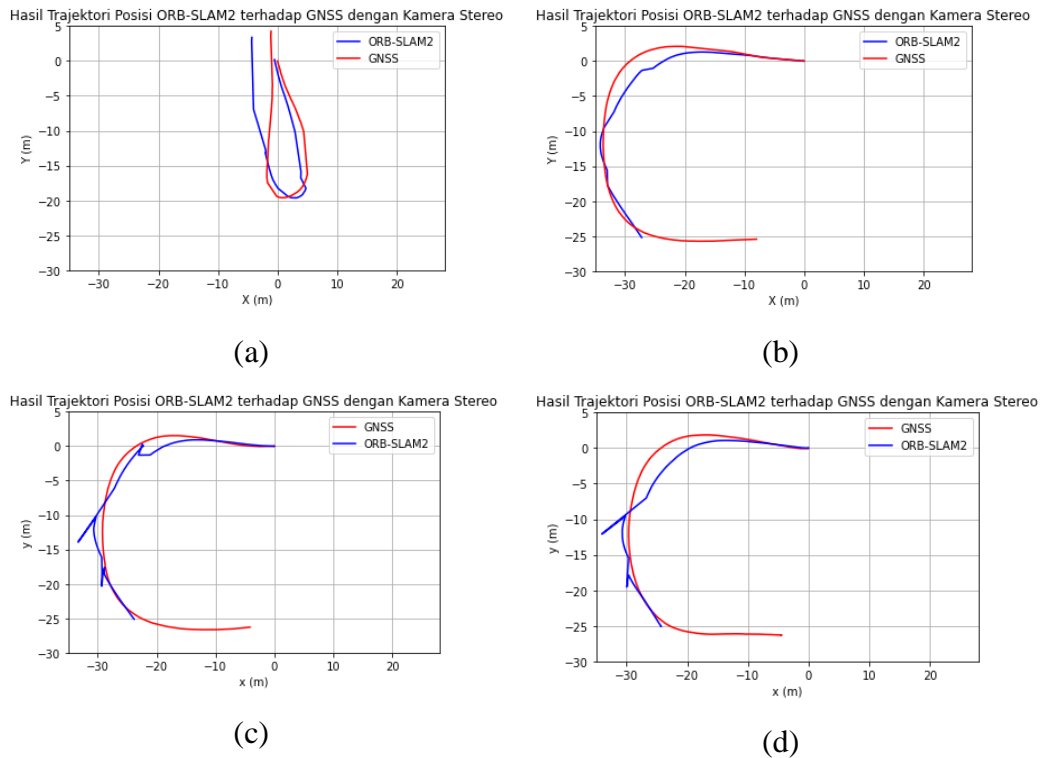 Hasil Trajektori Posisi ORB-SLAM2 terhadap GNSS dengan Kamera Stereo
ORB-SLAM2
GNSS
5
0
−5
−10
−15
−20
−25
−30
Y (m)
−30 −20 −10 0 10 20
X (m)
(a)
Hasil Trajektori Posisi ORB-SLAM2 terhadap GNSS dengan Kamera Stereo
ORB-SLAM2
GNSS
5
0
−5
−10
−15
−20
−25
−30
Y (m)
−30 −20 −10 0 10 20
X (m)
(b)
Hasil Trajektori Posisi ORB-SLAM2 terhadap GNSS dengan Kamera Stereo
GNSS
ORB-SLAM2
5
0
−5
−10
−15
−20
−25
−30
y (m)
−30 −20 −10 0 10 20
x (m)
(c)
Hasil Trajektori Posisi ORB-SLAM2 terhadap GNSS dengan Kamera Stereo
GNSS
ORB-SLAM2
5
0
−5
−10
−15
−20
−25
−30
y (m)
−30 −20 −10 0 10 20
x (m)
(d)